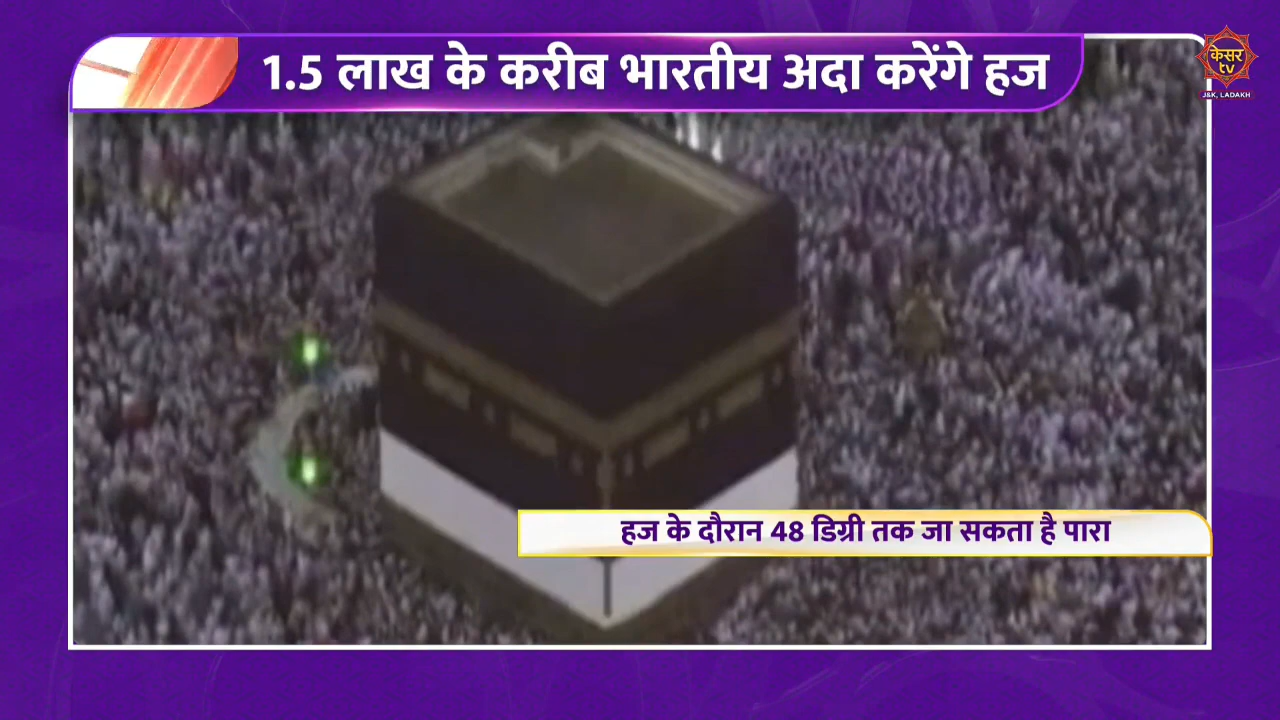 1.5 लाख के करीब भारतीय अदा करेंगे हज
केसर
tv
J&K, LADAKH
हज के दौरान 48 डिग्री तक जा सकता है पारा